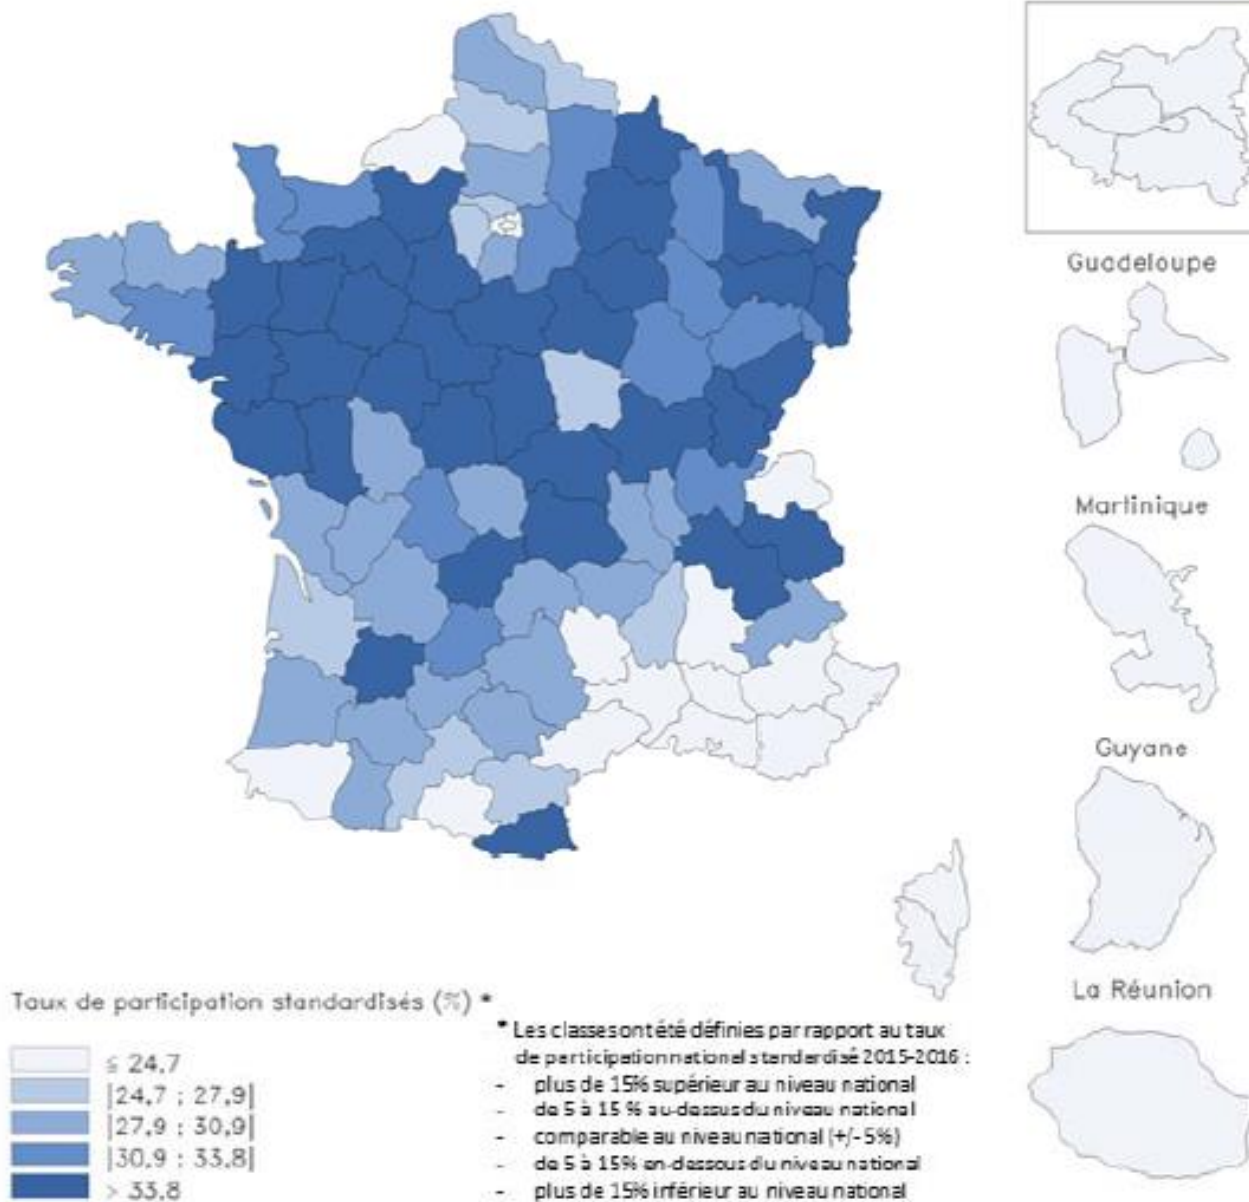 Guadeloupe
Martinique
Guyane
La Réunion
Taux de participation standardisés (%) *
≤ 24,7
]24,7 ; 27,9]
]27,9 ; 30,9]
]30,9 ; 33,8]
> 33,8
* Les classes ont été définies par rapport au taux
de participation national standardisé 2015-2016 :
- plus de 15% supérieur au niveau national
- de 5 à 15 % au-dessus du niveau national
- comparable au niveau national (+/- 5%)
- de 5 à 15% en-dessous du niveau national
- plus de 15% inférieur au niveau national